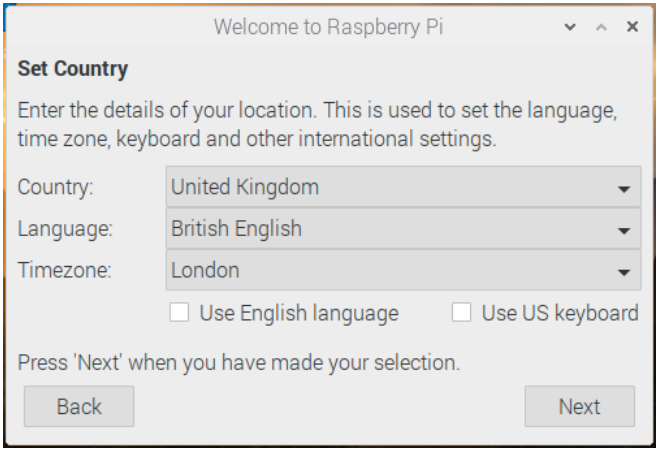 Welcome to Raspberry Pi
Set Country
Enter the details of your location. This is used to set the language,
time zone, keyboard and other international settings.
Country: United Kingdom
Language: British English
Timezone: London
Use English language Use US keyboard
Press 'Next' when you have made your selection.
Back Next